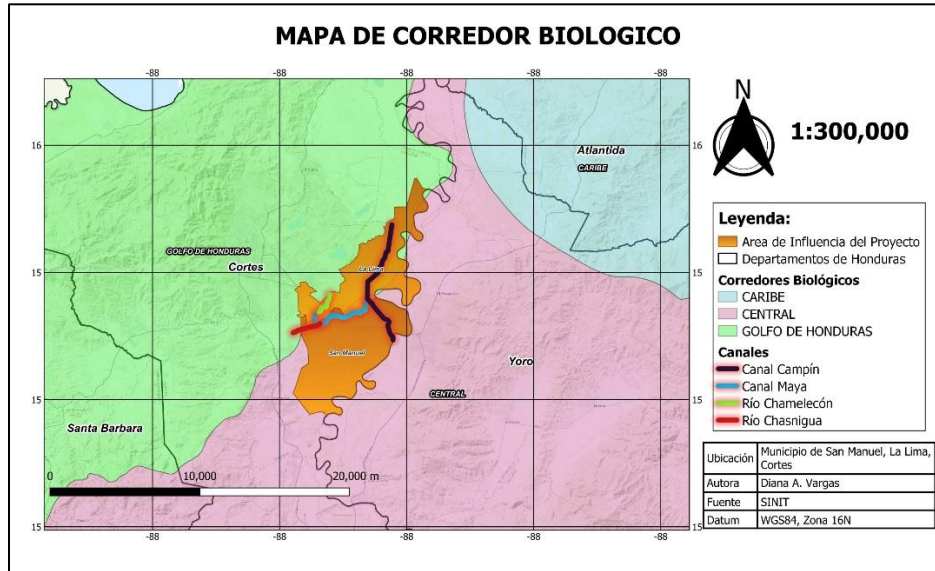 MAPA DE CORREDOR BIOLOGICO
-88 -88 -88 -88 -88
16
Atlantida
CARIBE
16
GOLFO DE HONDURAS
Cortes
La Lima
15
15
San Manuel
Yoro
CENTRAL
15
15
Santa Barbara
10,000 20,000 m
15
15
-88 -88 -88 -88 -88
N
1:300,000
Leyenda:
Area de Influencia del Proyecto
Departamentos de Honduras
Corredores Biológicos
CARIBE
CENTRAL
GOLFO DE HONDURAS
Canales
Canal Campín
Canal Maya
Río Chamelecón
Río Chasnigua
Ubicación Municipio de San Manuel, La Lima,
Cortes
Autora Diana A. Vargas
Fuente SINIT
Datum WGS84, Zona 16N